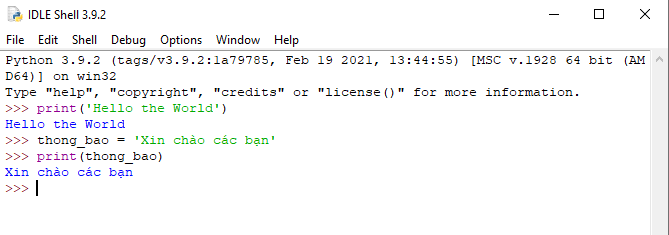 IDLE Shell 3.9.2
File Edit Shell Debug Options Window Help
Python 3.9.2 (tags/v3.9.2:1a79785, Feb 19 2021, 13:44:55) [MSC v.1928 64 bit (AM
D64)] on win32
Type "help", "copyright", "credits" or "license()" for more information.
>>> print('Hello the World')
Hello the World
>>> thong_bao = 'Xin chào các bạn'
>>> print(thong_bao)
Xin chào các bạn
>>>